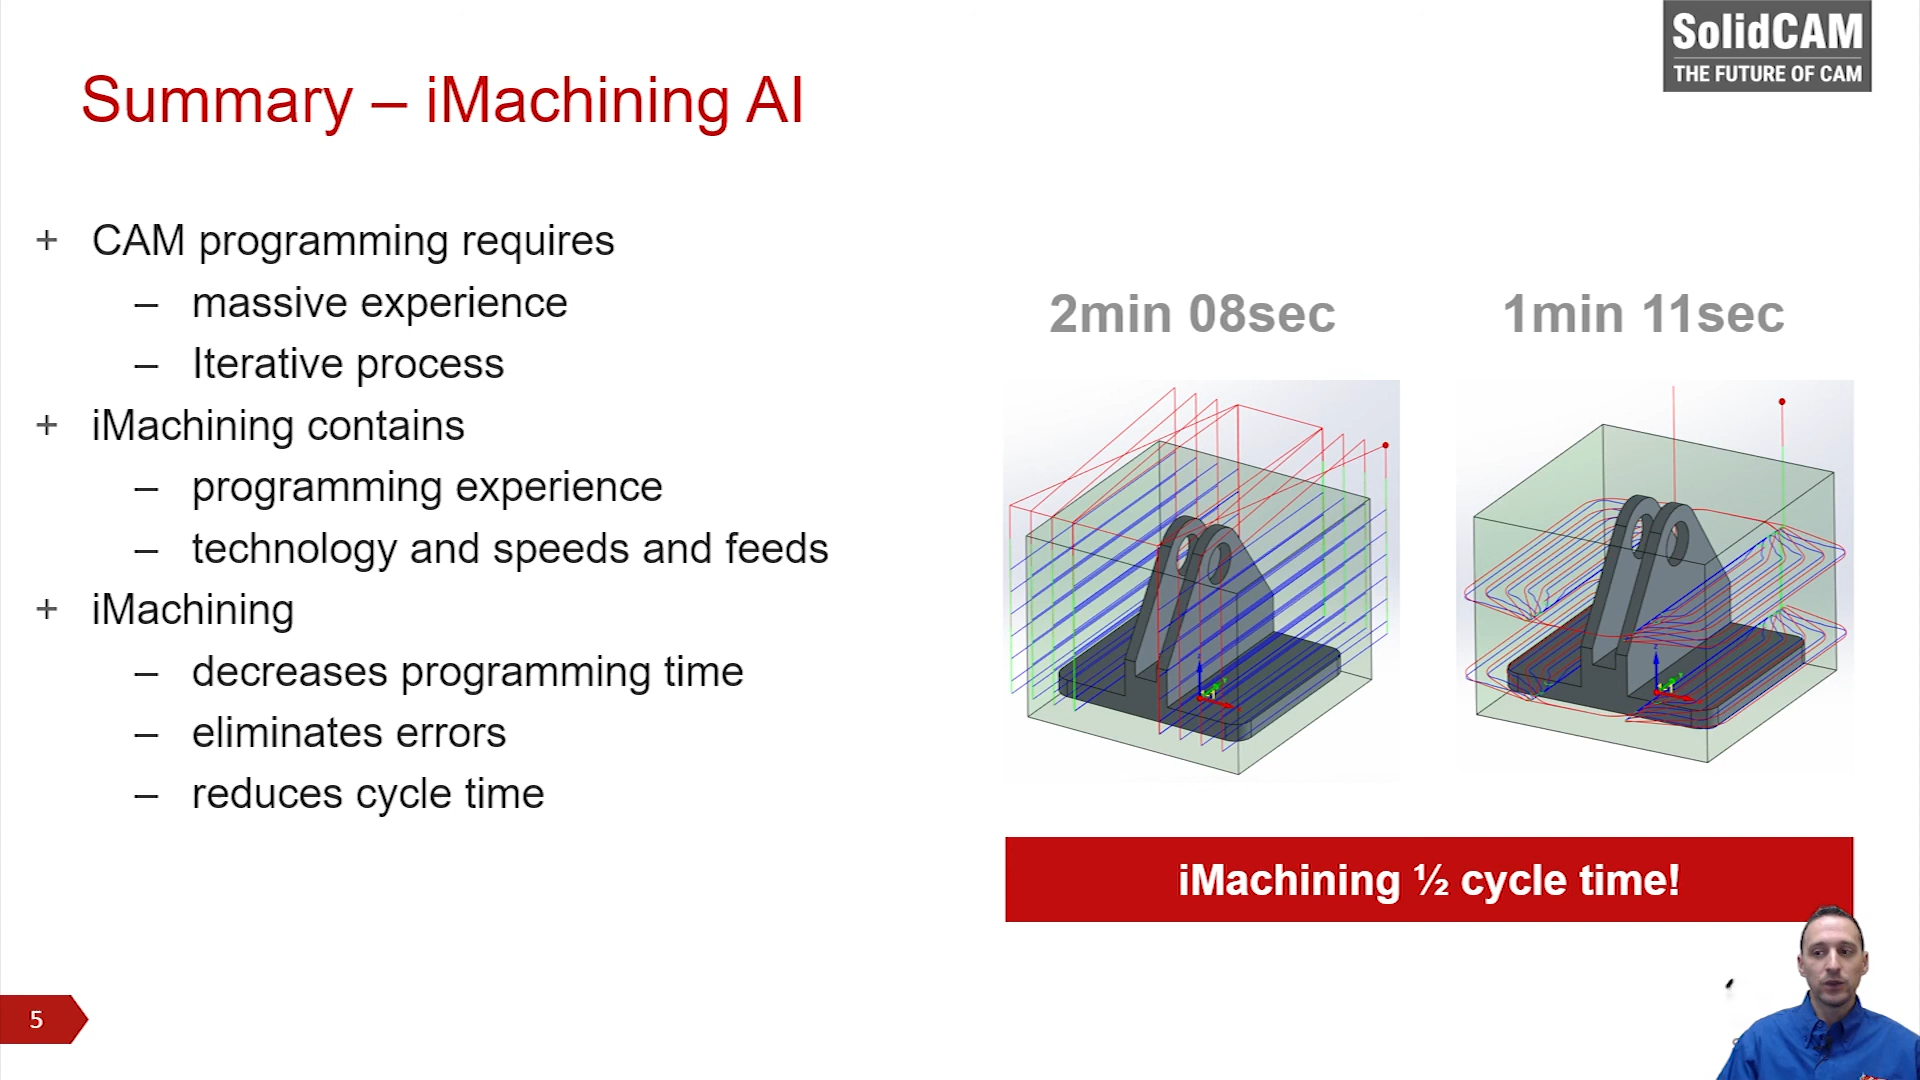 SolidCAM
THE FUTURE OF CAM
Summary – iMachining AI
+ CAM programming requires
– massive experience
– Iterative process
+ iMachining contains
– programming experience
– technology and speeds and feeds
+ iMachining
– decreases programming time
– eliminates errors
– reduces cycle time
2min 08sec
1min 11sec
iMachining ½ cycle time!
5